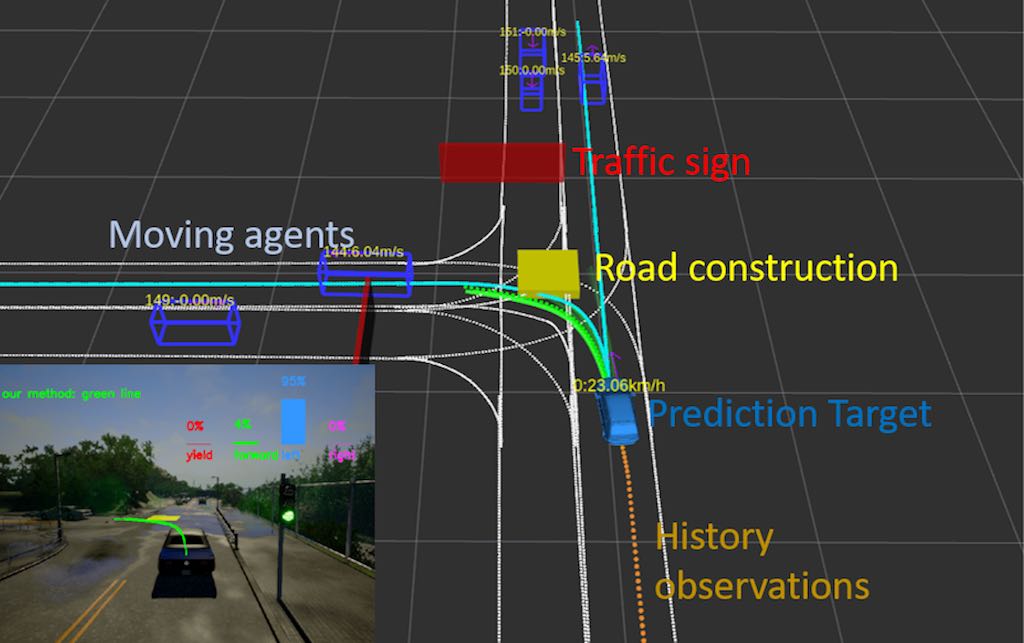 151:-0.00m/s
145:5.64m/s
150:0.00m/s
Traffic sign
Moving agents
144:6.04m/s
Road construction
149:-0.00m/s
0:23.06km/h
Prediction Target
95%
our method: green line
0%
4%
0%
yield
forward
left
right
History
observations